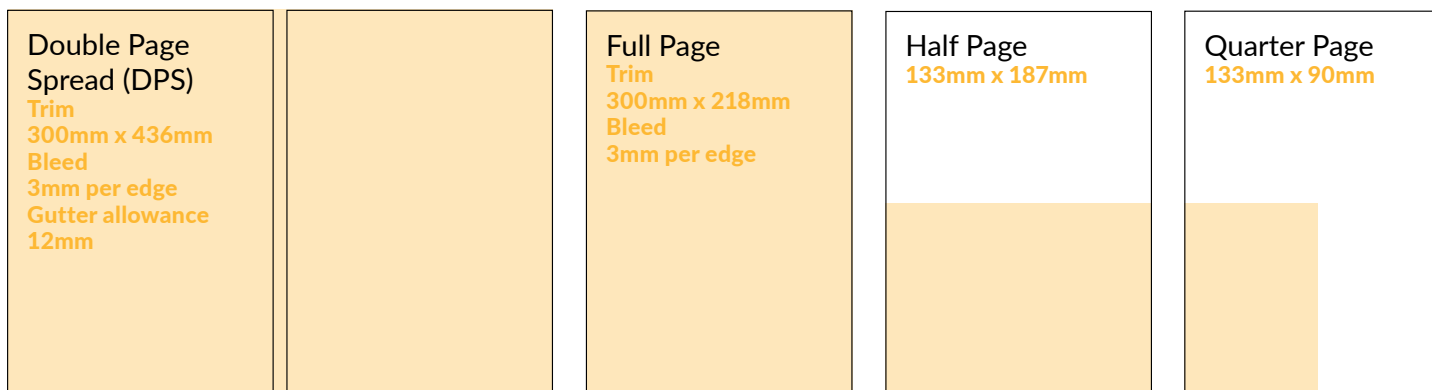 Double Page
Spread (DPS)
Trim
300mm x 436mm
Bleed
3mm per edge
Gutter allowance
12mm
Full Page
Trim
300mm x 218mm
Bleed
3mm per edge
Half Page
133mm x 187mm
Quarter Page
133mm x 90mm